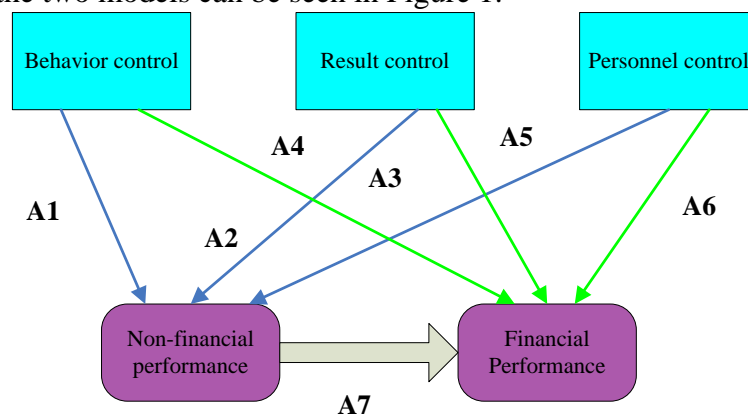 the two models can be seen in Figure 1.
Behavior control
Result control
Personnel control
A4
A5
A3
A1
A6
A2
Non-financial
performance
Financial
Performance
A7